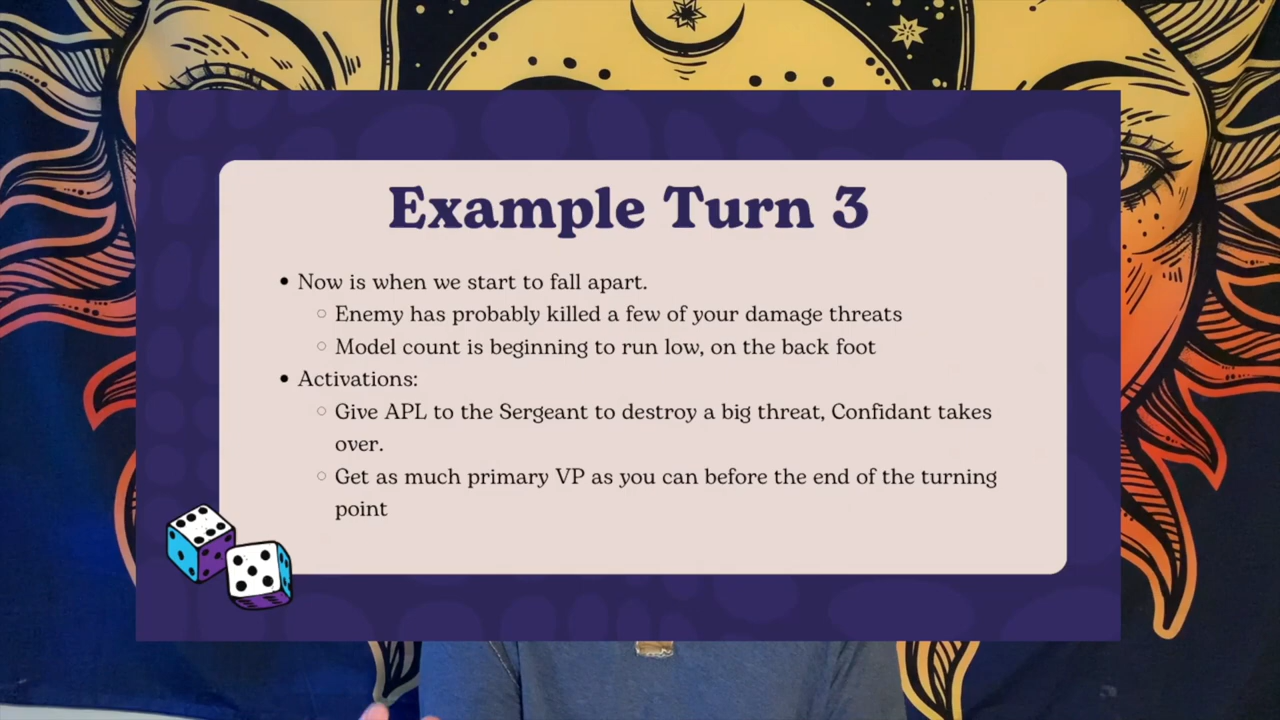 Example Turn 3
• Now is when we start to fall apart.
○ Enemy has probably killed a few of your damage threats
○ Model count is beginning to run low, on the back foot
• Activations:
○ Give APL to the Sergeant to destroy a big threat, Confidant takes
over.
○ Get as much primary VP as you can before the end of the turning
point